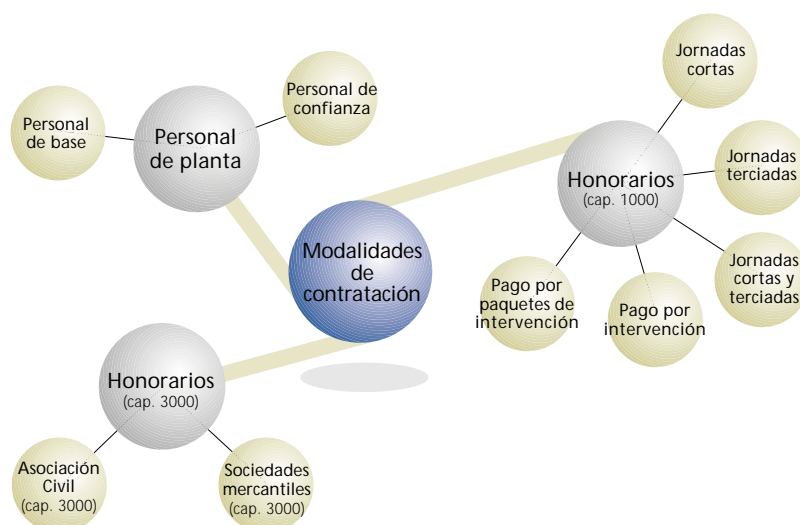 Jornadas
cortas
Personal de
confianza
Personal
de base
Personal
de planta
Jornadas
terciadas
Honorarios
(cap. 1000)
Modalidades
de
contratación
Jornadas
cortas y
terciadas
Pago por
paquetes de
intervención
Pago por
intervención
Honorarios
(cap. 3000)
Asociación
Civil
(cap. 3000)
Sociedades
mercantiles
(cap. 3000)